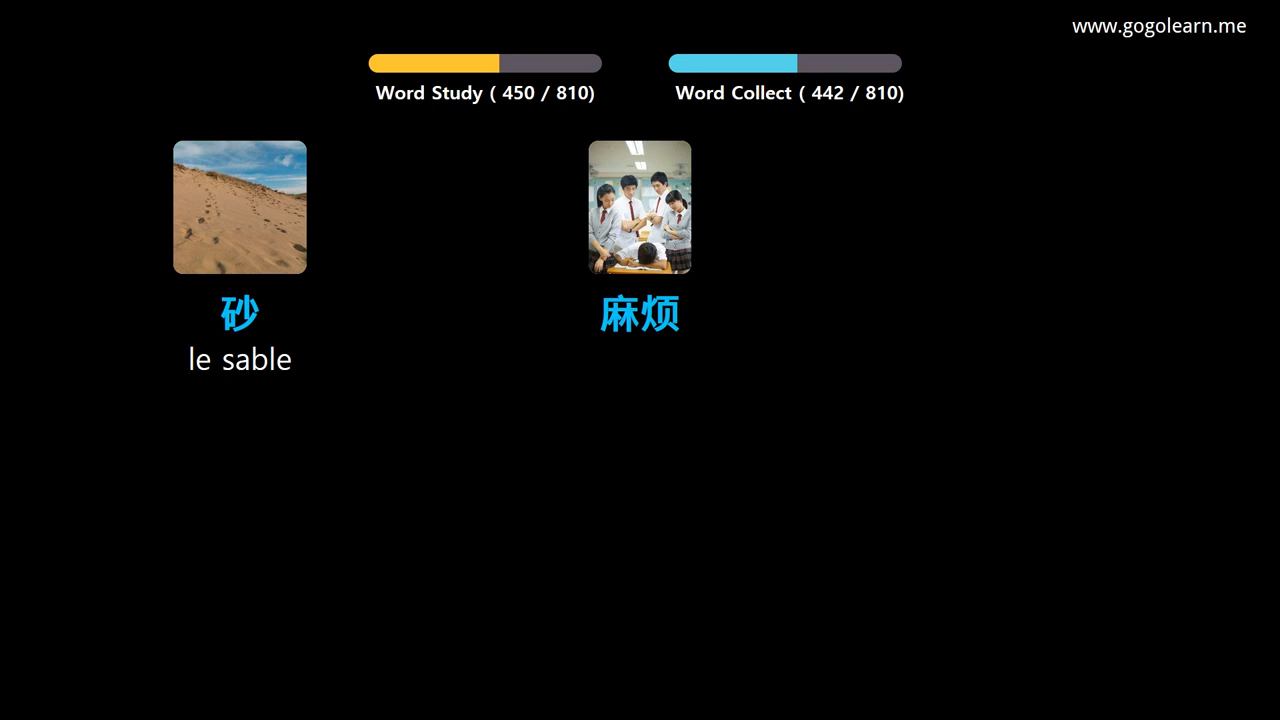 www.gogolearn.me
Word Study ( 450 / 810)
Word Collect ( 442 / 810)
砂
le sable
麻烦